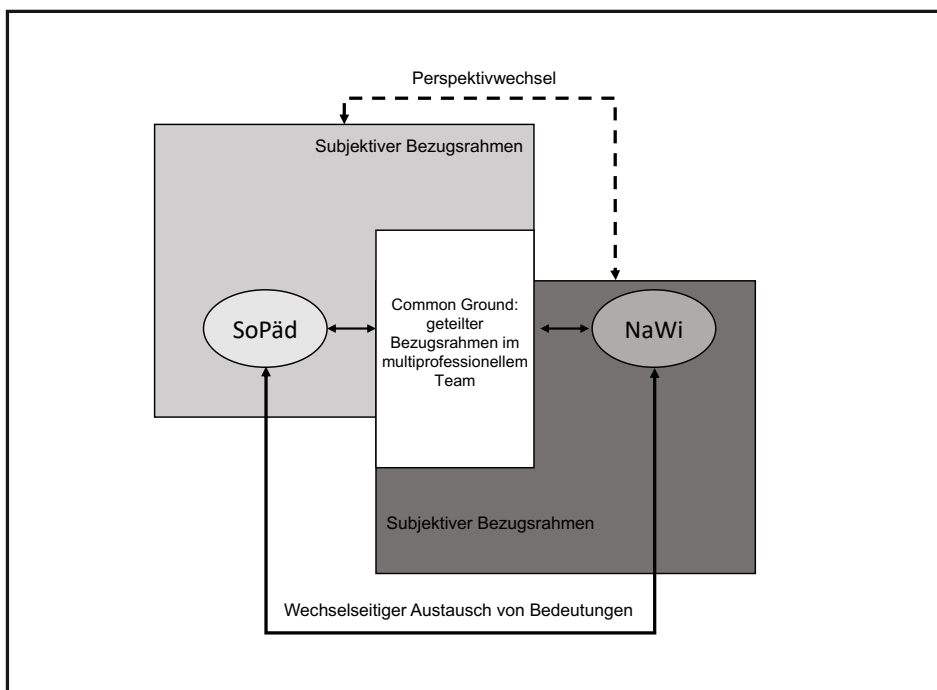 Perspektivwechsel
Subjektiver Bezugsrahmen
Common Ground:
geteilter
Bezugsrahmen im
multiprofessionellem
Team
SoPäd
NaWi
Subjektiver Bezugsrahmen
Wechselseitiger Austausch von Bedeutungen